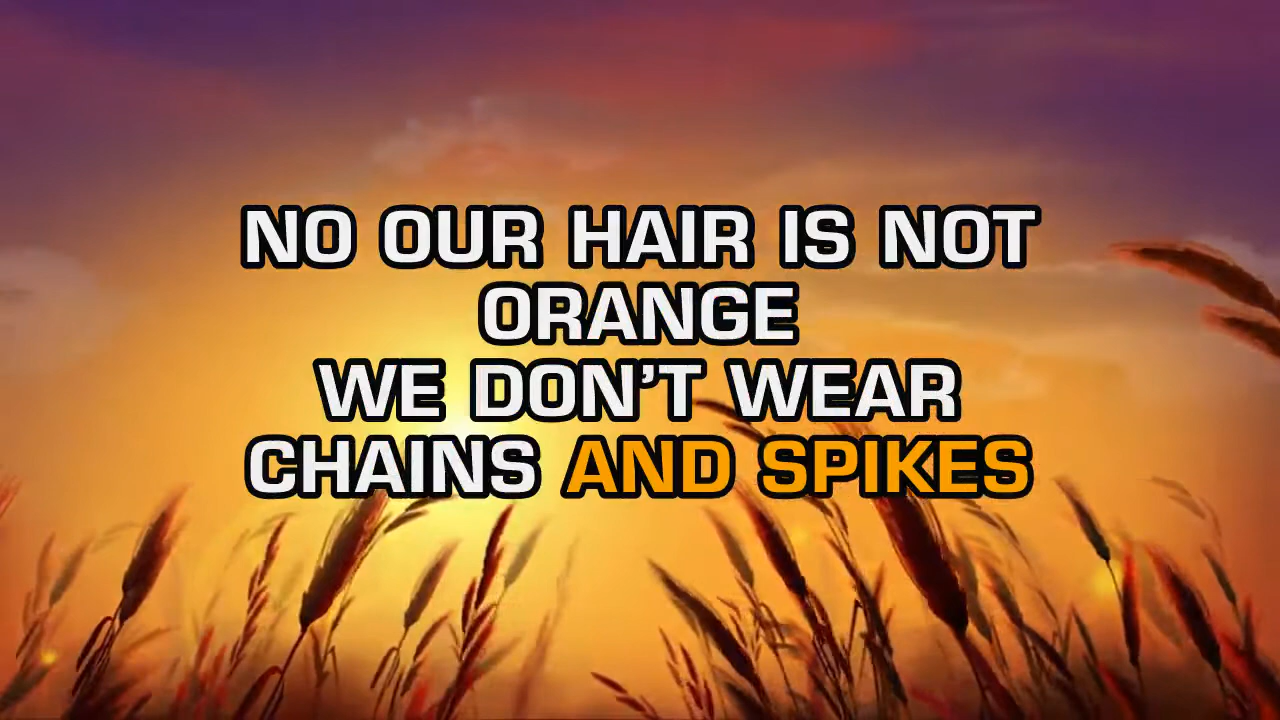 NO OUR HAIR IS NOT
ORANGE
WE DON’T WEAR
CHAINS AND SPIKES